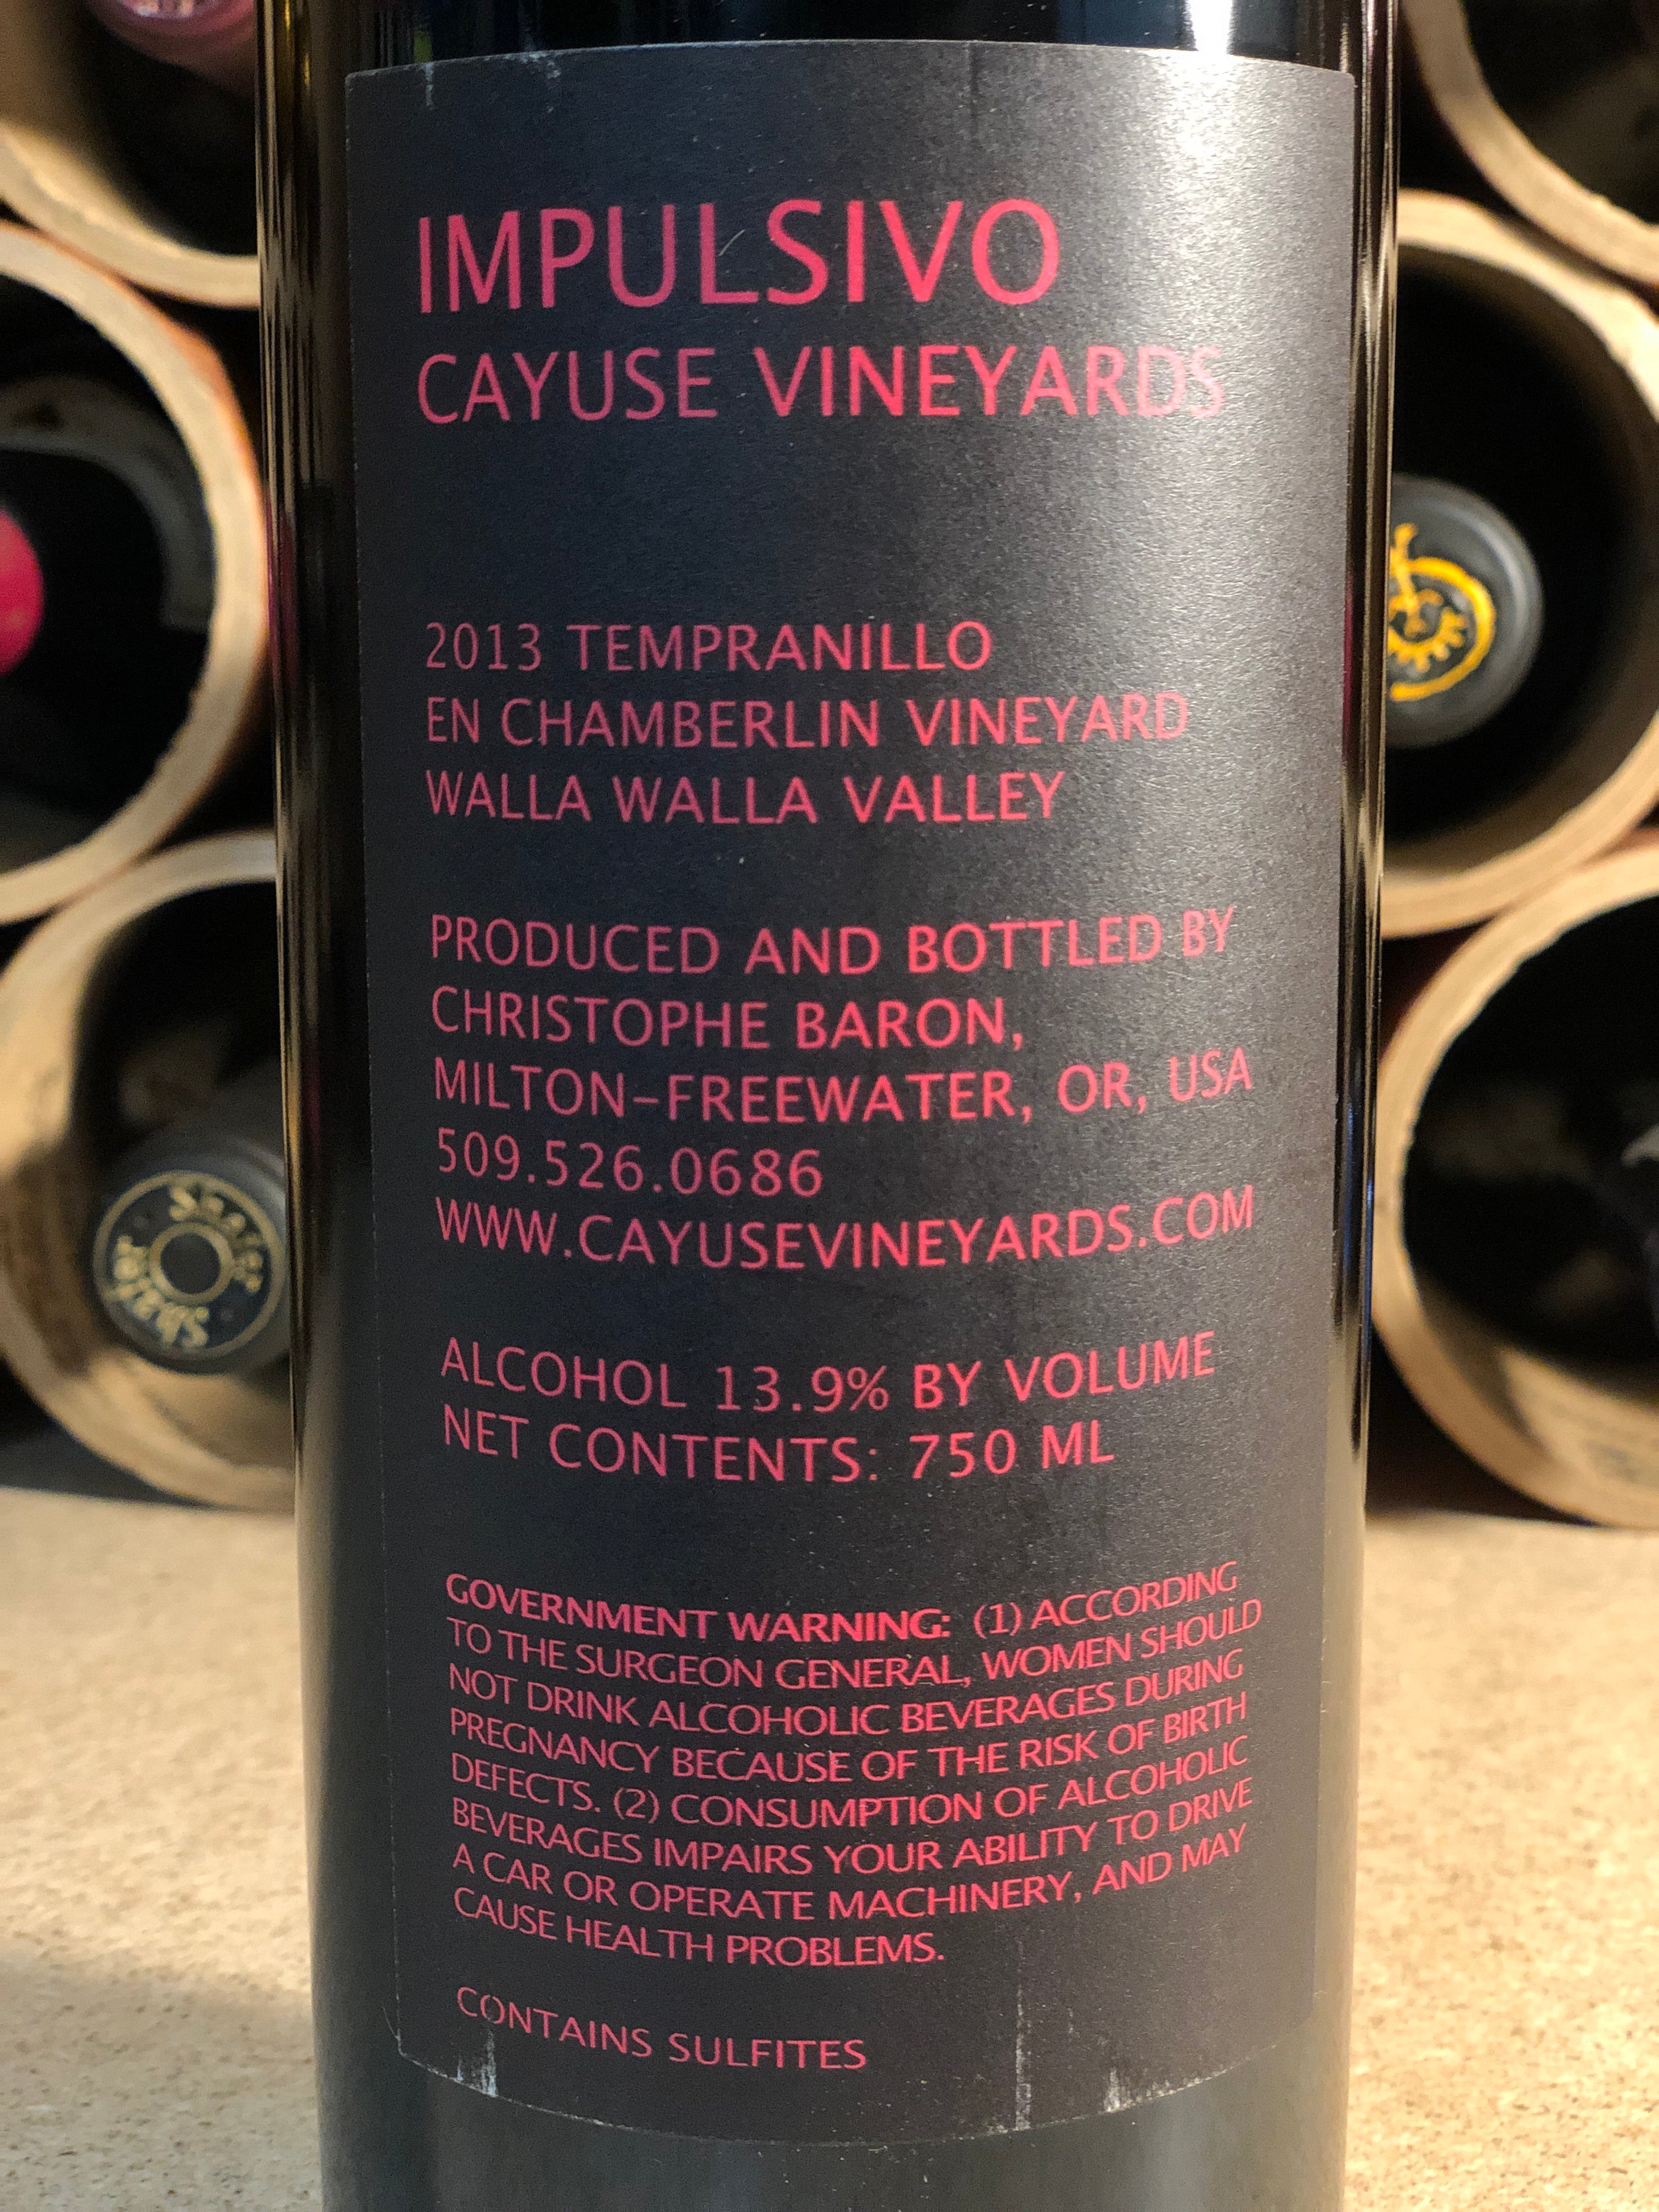 IMPULSIVO
CAYUSE VINEYARDS
2013 TEMPRANILLO
EN CHAMBERLIN VINEYARD
WALLA WALLA VALLEY
PRODUCED AND BOTTLED BY
CHRISTOPHE BARON,
MILTON-FREEWATER, OR, USA
509.526.0686
WWW.CAYUSEVINEYARDS.COM
ALCOHOL 13.9% BY VOLUME
NET CONTENTS: 750 ML
GOVERNMENT WARNING: (1) ACCORDING
TO THE SURGEON GENERAL, WOMEN SHOULD
NOT DRINK ALCOHOLIC BEVERAGES DURING
PREGNANCY BECAUSE OF THE RISK OF BIRTH
DEFECTS. (2) CONSUMPTION OF ALCOHOLIC
BEVERAGES IMPAIRS YOUR ABILITY TO DRIVE
A CAR OR OPERATE MACHINERY, AND MAY
CAUSE HEALTH PROBLEMS.
CONTAINS SULFITES
Shafer
Shafer